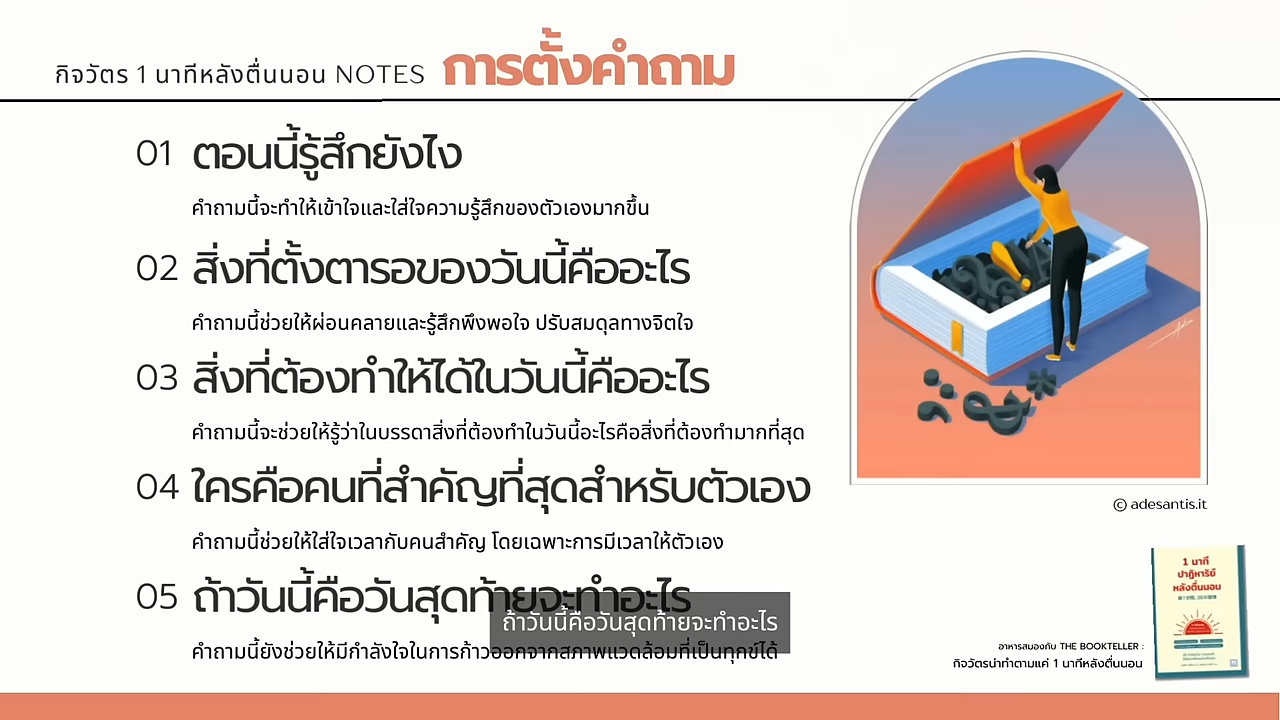 กิจวัตร 1 นาทีหลังตื่นนอน NOTES การตั้งคำถาม
01 ตอนนี้รู้สึกยังไง
คำถามนี้จะทำให้เข้าใจและใส่ใจความรู้สึกของตัวเองมากขึ้น
02 สิ่งที่ตั้งตารอของวันนี้คืออะไร
คำถามนี้ช่วยให้ผ่อนคลายและรู้สึกพึงพอใจ ปรับสมดุลทางจิตใจ
03 สิ่งที่ต้องทำให้ได้ในวันนี้คืออะไร
คำถามนี้จะช่วยให้รู้ว่าในบรรดาสิ่งที่ต้องทำในวันนี้อะไรคือสิ่งที่ต้องทำมากที่สุด
04 ใครคือคนที่สำคัญที่สุดสำหรับตัวเอง
คำถามนี้ช่วยให้ใส่ใจเวลากับคนสำคัญ โดยเฉพาะการมีเวลาให้ตัวเอง
05 ถ้าวันนี้คือวันสุดท้ายจะทำอะไร
ถ้าวันนี้คือวันสุดท้ายจะทำอะไร
คำถามนี้ยังช่วยให้มีกำลังใจในการก้าวออกจากสภาพแวดล้อมที่เป็นทุกข์ได้
© adesantis.it
อาหารสมองกับ THE BOOKTELLER :
กิจวัตรน่าทำตามแค่ 1 นาทีหลังตื่นนอน
1 นาที
ปาฏิหาริย์
หลังตื่นนอน